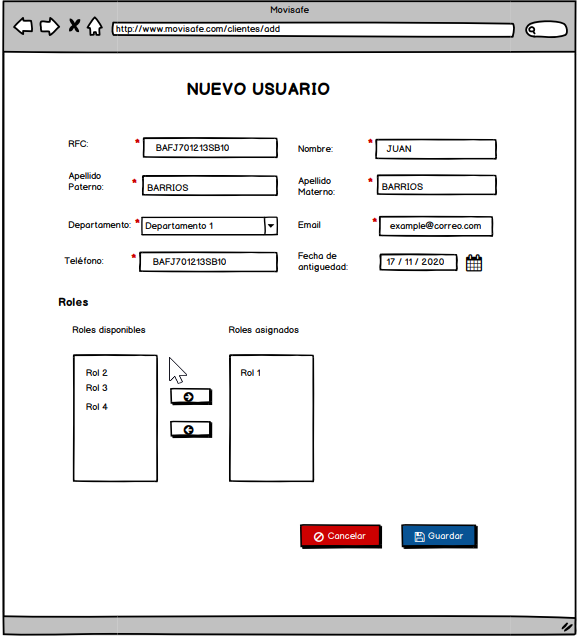 Movisafe
http://www.movisafe.com/clientes/add
NUEVO USUARIO
RFC: * BAFJ701213SB10
Nombre: * JUAN
Apellido
Paterno: * BARRIOS
Apellido
Materno: * BARRIOS
Departamento: * Departamento 1
Email * example@correo.com
Teléfono: * BAFJ701213SB10
Fecha de
antiguedad: 17 / 11 / 2020
Roles
Roles disponibles
Roles asignados
Rol 2
Rol 3
Rol 4
Rol 1
Cancelar
Guardar